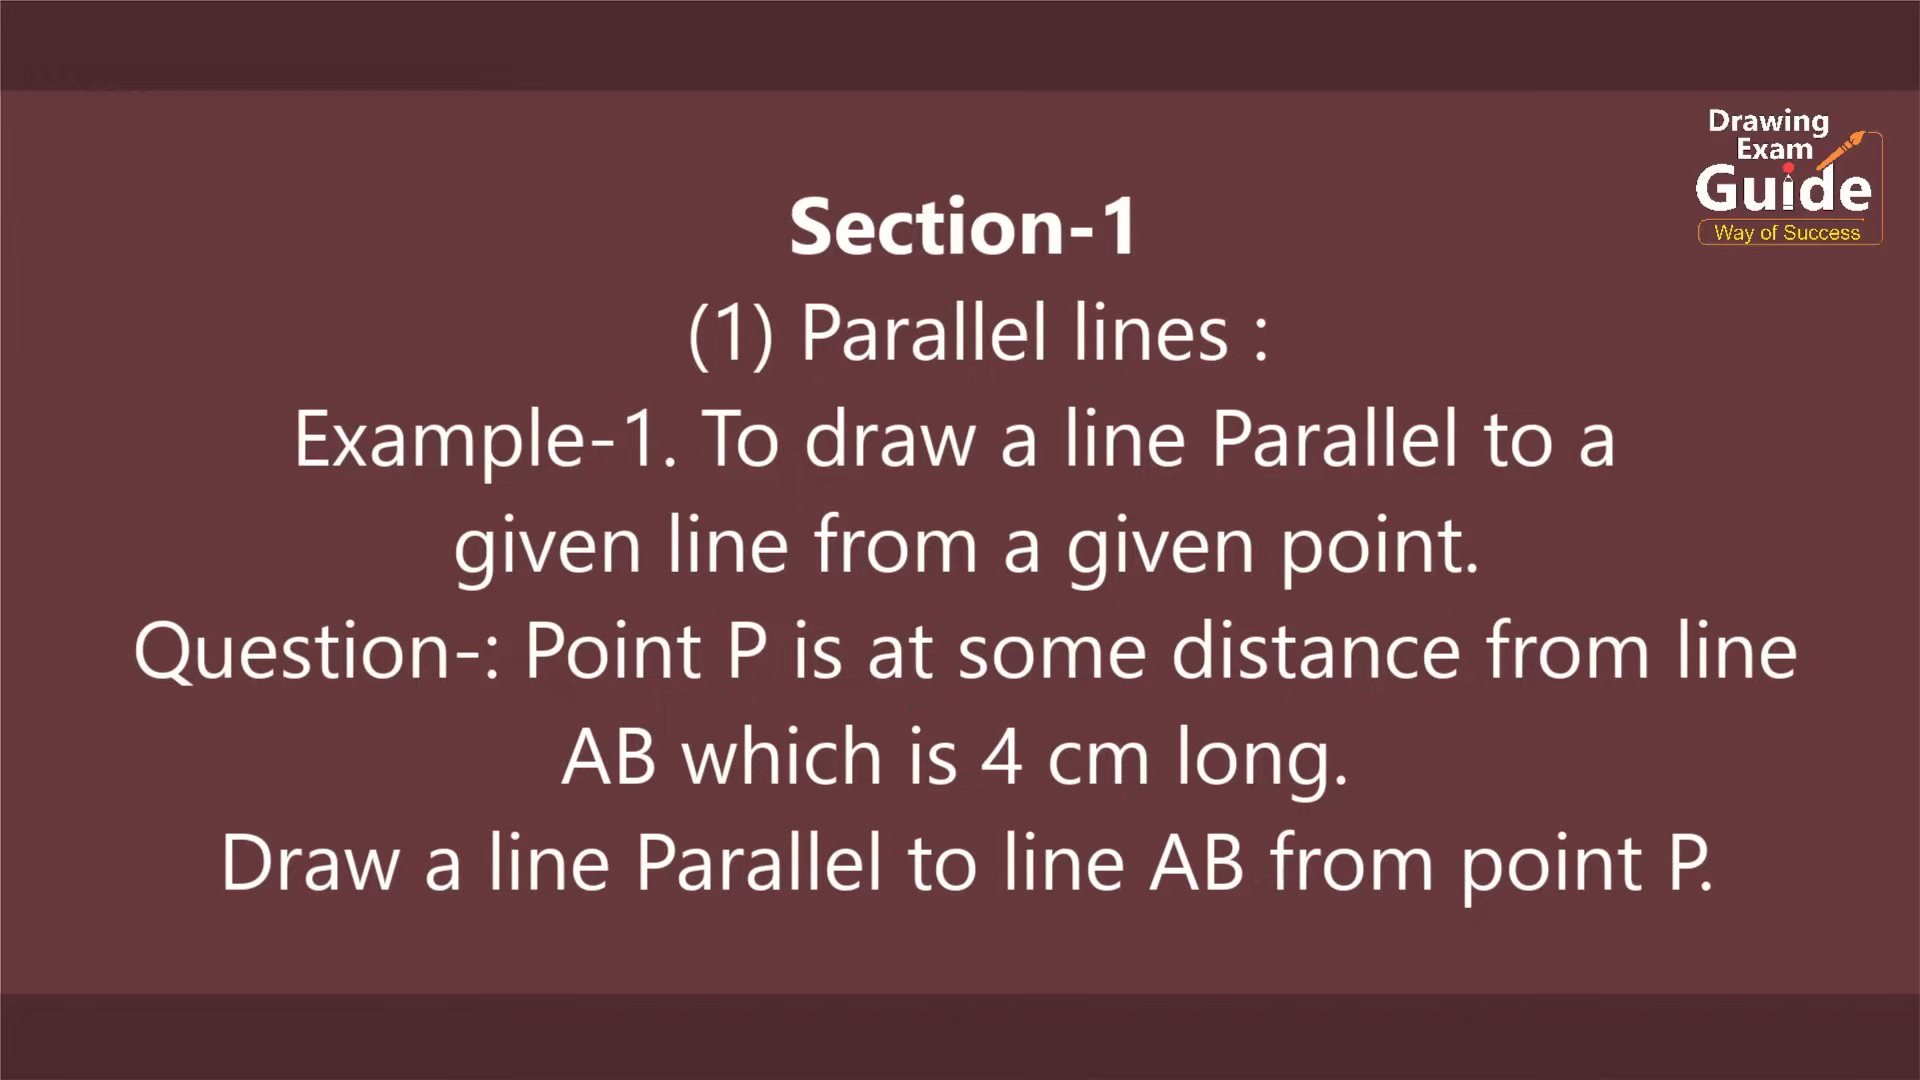 Drawing
Exam
Guide
Way of Success
Section-1
(1) Parallel lines :
Example-1. To draw a line Parallel to a
given line from a given point.
Question-: Point P is at some distance from line
AB which is 4 cm long.
Draw a line Parallel to line AB from point P.